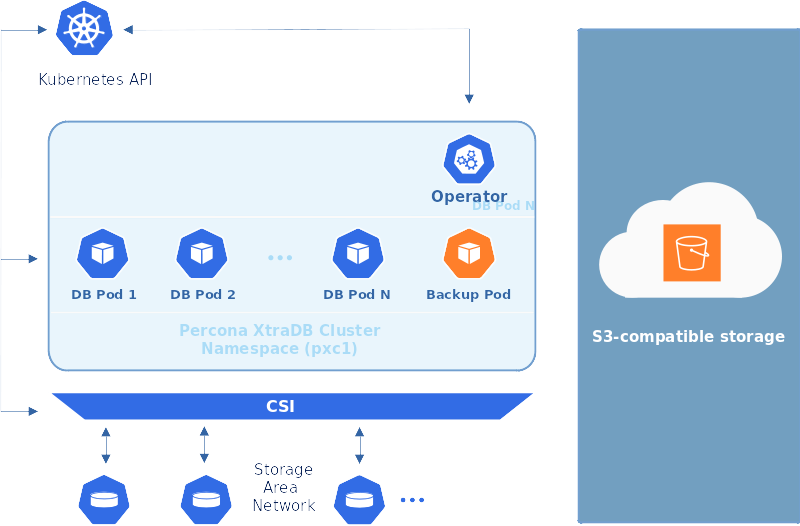 Kubernetes API
Operator
DB Pod N
DB Pod 1
DB Pod 2
DB Pod N
Backup Pod
Percona XtraDB Cluster
Namespace (pxc1)
S3-compatible storage
CSI
Storage
Area
Network